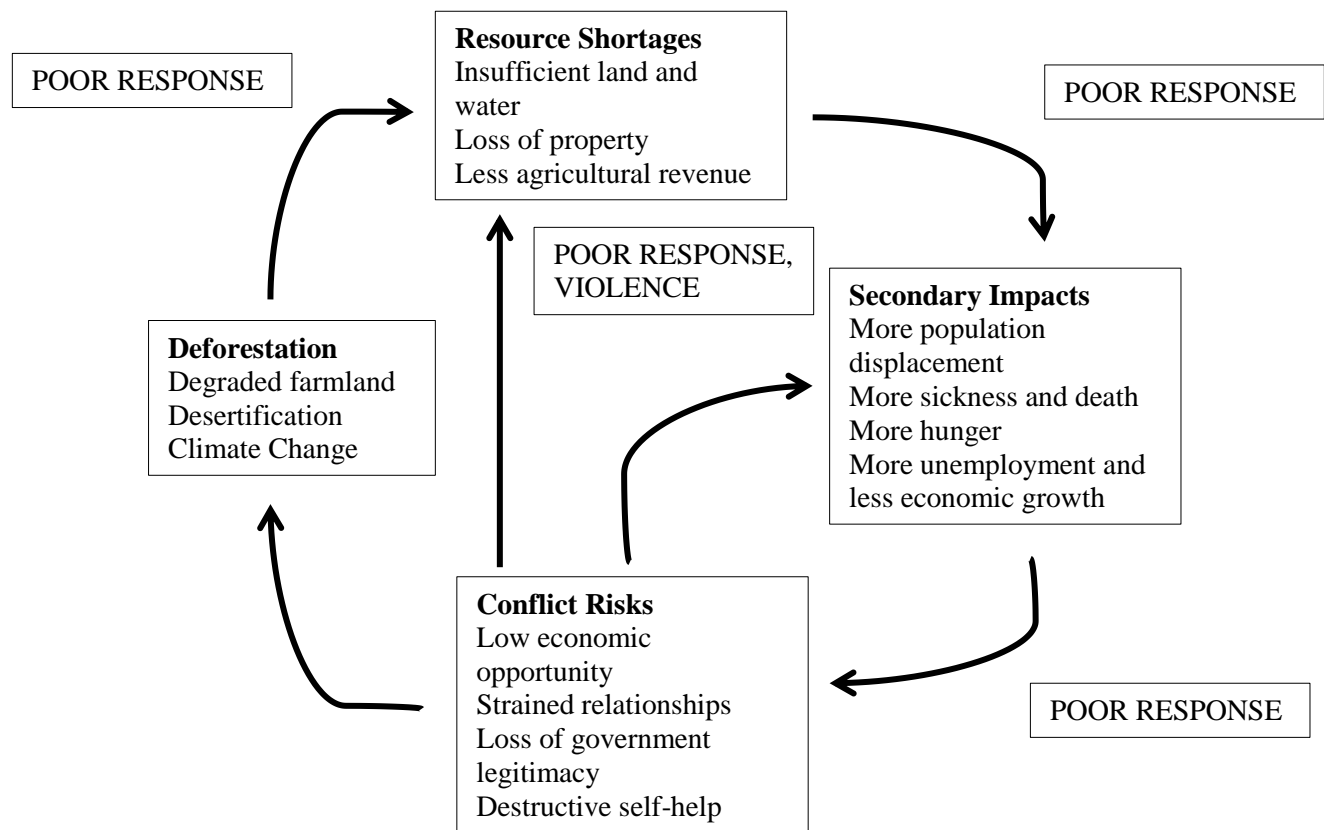 Resource Shortages
Insufficient land and
water
Loss of property
Less agricultural revenue
POOR RESPONSE
POOR RESPONSE
POOR RESPONSE,
VIOLENCE
Secondary Impacts
More population
displacement
More sickness and death
More hunger
More unemployment and
less economic growth
Deforestation
Degraded farmland
Desertification
Climate Change
Conflict Risks
Low economic
opportunity
Strained relationships
Loss of government
legitimacy
Destructive self-help
POOR RESPONSE